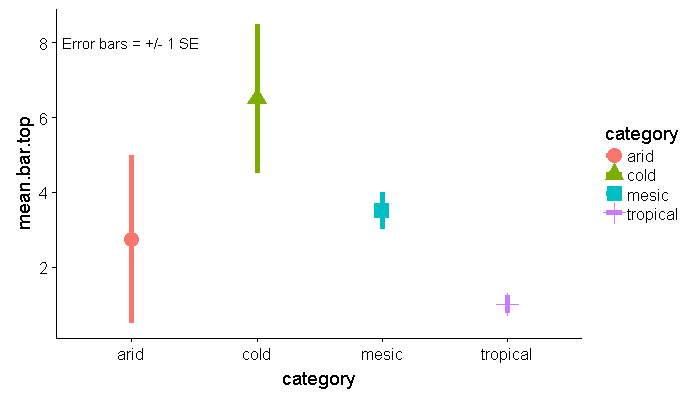 Error bars = +/- 1 SE
8
6
4
2
mean.bar.top
arid
cold
mesic
tropical
category
category
arid
cold
mesic
tropical